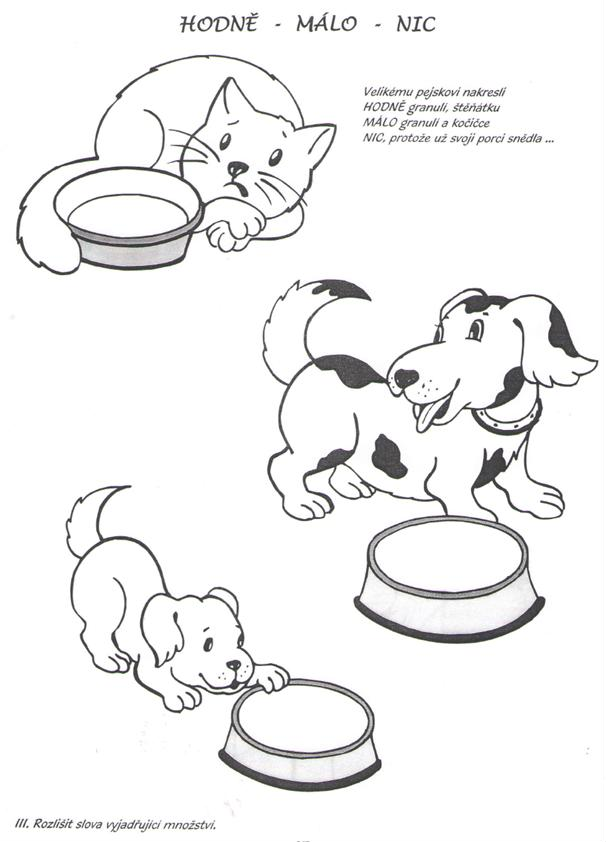 HODNĚ - MÁLO - NIC
Velikému pejskovi nakresli
HODNĚ granulí, štěňátku
MÁLO granulí a kočičce
NIC, protože už svoji porci snědla ...
III. Rozlišit slova vyjadřující množství.